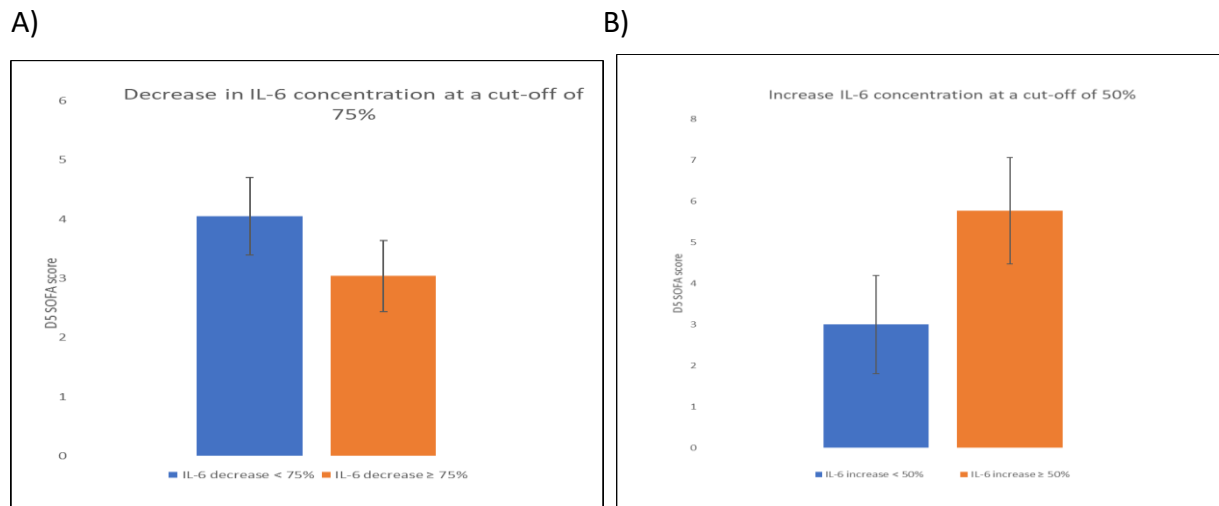 A)
B)
Decrease in IL-6 concentration at a cut-off of
75%
6
5
4
3
2
1
0
D5 SOFA score
IL-6 decrease < 75%
IL-6 decrease ≥ 75%
Increase IL-6 concentration at a cut-off of 50%
8
7
6
5
4
3
2
1
0
D5 SOFA score
IL-6 increase < 50%
IL-6 increase ≥ 50%